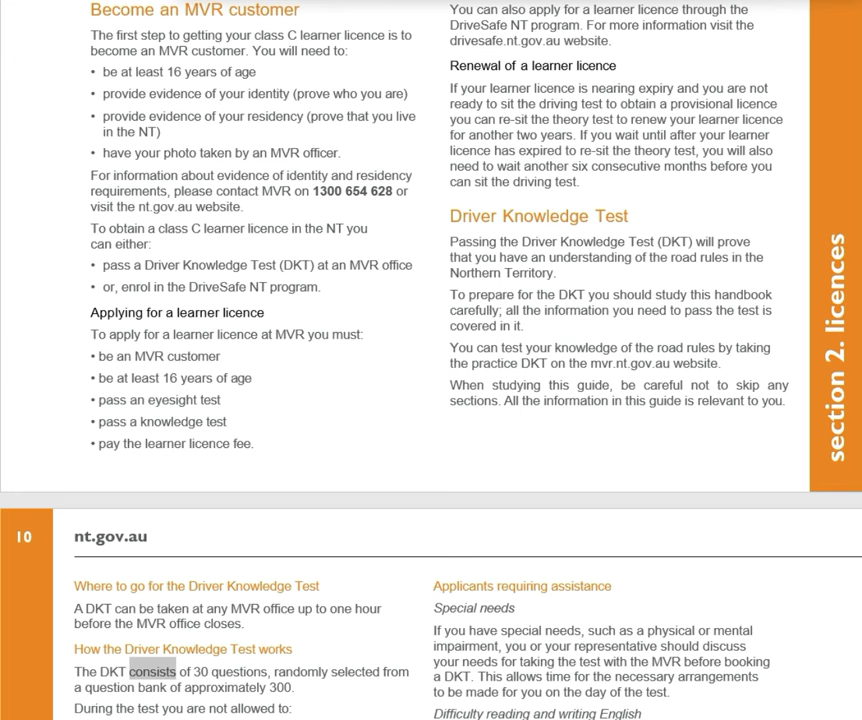 Become an MVR customer
The first step to getting your class C learner licence is to
become an MVR customer. You will need to:
• be at least 16 years of age
• provide evidence of your identity (prove who you are)
• provide evidence of your residency (prove that you live
in the NT)
• have your photo taken by an MVR officer.
For information about evidence of identity and residency
requirements, please contact MVR on 1300 654 628 or
visit the nt.gov.au website.
To obtain a class C learner licence in the NT you
can either:
• pass a Driver Knowledge Test (DKT) at an MVR office
• or, enrol in the DriveSafe NT program.
Applying for a learner licence
To apply for a learner licence at MVR you must:
• be an MVR customer
• be at least 16 years of age
• pass an eyesight test
• pass a knowledge test
• pay the learner licence fee.
You can also apply for a learner licence through the
DriveSafe NT program. For more information visit the
drivesafe.nt.gov.au website.
Renewal of a learner licence
If your learner licence is nearing expiry and you are not
ready to sit the driving test to obtain a provisional licence
you can re-sit the theory test to renew your learner licence
for another two years. If you wait until after your learner
licence has expired to re-sit the theory test, you will also
need to wait another six consecutive months before you
can sit the driving test.
Driver Knowledge Test
Passing the Driver Knowledge Test (DKT) will prove
that you have an understanding of the road rules in the
Northern Territory.
To prepare for the DKT you should study this handbook
carefully; all the information you need to pass the test is
covered in it.
You can test your knowledge of the road rules by taking
the practice DKT on the mvr.nt.gov.au website.
When studying this guide, be careful not to skip any
sections. All the information in this guide is relevant to you.
section 2. licences
10
nt.gov.au
Where to go for the Driver Knowledge Test
A DKT can be taken at any MVR office up to one hour
before the MVR office closes.
How the Driver Knowledge Test works
The DKT consists of 30 questions, randomly selected from
a question bank of approximately 300.
During the test you are not allowed to:
Applicants requiring assistance
Special needs
If you have special needs, such as a physical or mental
impairment, you or your representative should discuss
your needs for taking the test with the MVR before booking
a DKT. This allows time for the necessary arrangements
to be made for you on the day of the test.
Difficulty reading and writing English